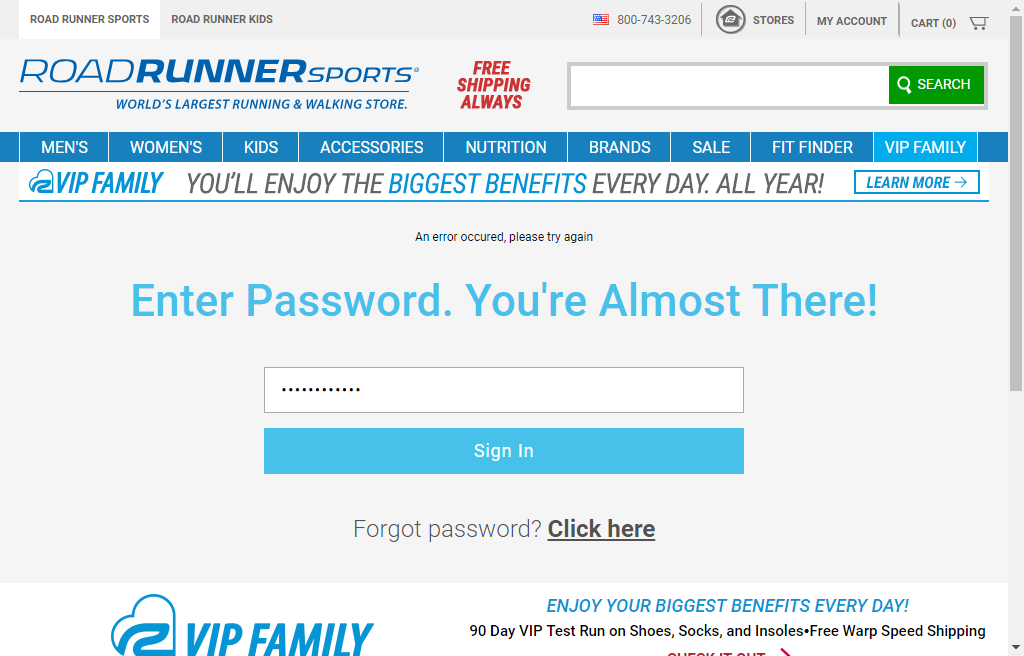 ROAD RUNNER SPORTS ROAD RUNNER KIDS 800-743-3206 STORES MY ACCOUNT CART (0)
ROADRUNNERSPORTS®
WORLD'S LARGEST RUNNING & WALKING STORE.
FREE
SHIPPING
ALWAYS
SEARCH
MEN'S WOMEN'S KIDS ACCESSORIES NUTRITION BRANDS SALE FIT FINDER VIP FAMILY
VIP FAMILY YOU'LL ENJOY THE BIGGEST BENEFITS EVERY DAY. ALL YEAR! LEARN MORE →
An error occured, please try again
Enter Password. You're Almost There!
••••••••••••
Sign In
Forgot password? Click here
VIP FAMILY
ENJOY YOUR BIGGEST BENEFITS EVERY DAY!
90 Day VIP Test Run on Shoes, Socks, and Insoles•Free Warp Speed Shipping
CHECK IT OUT